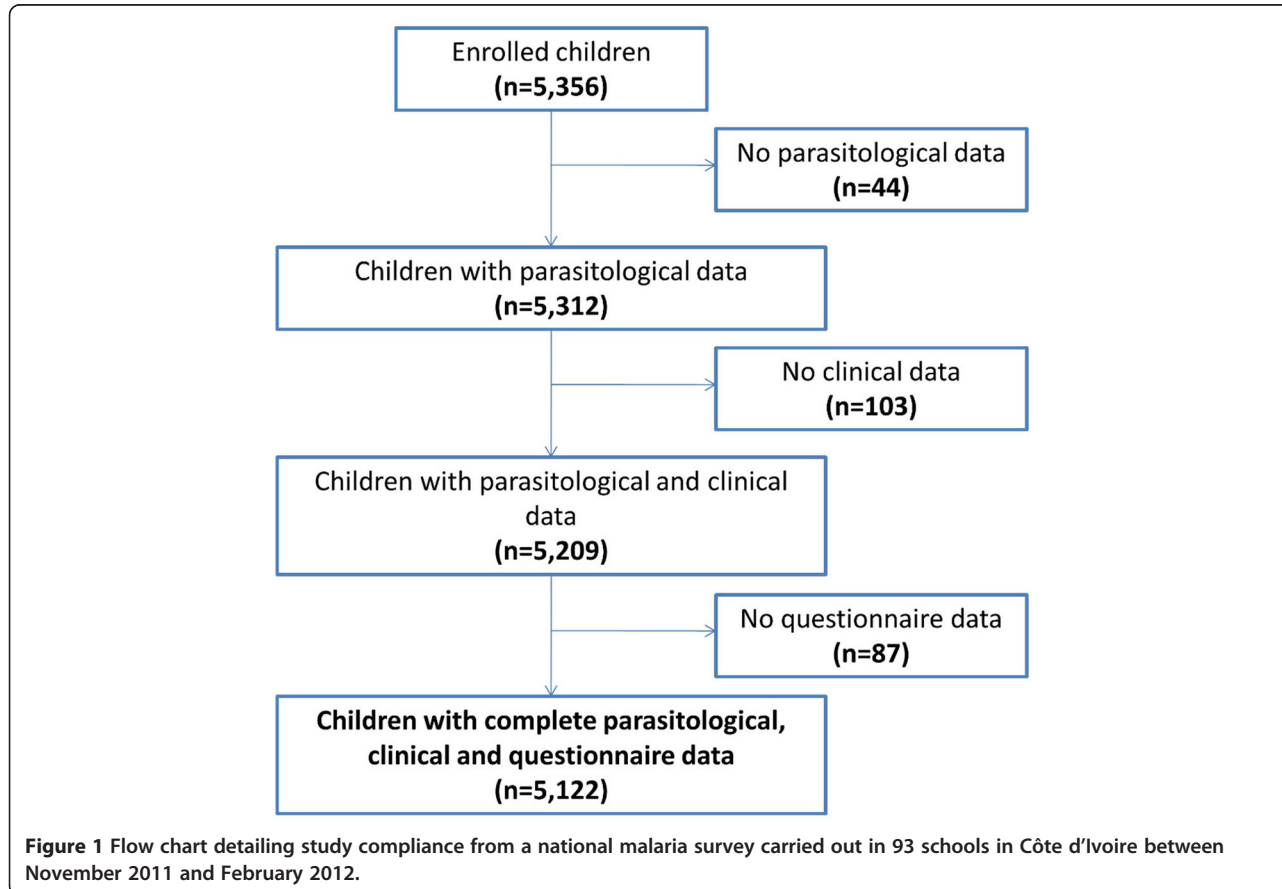 Enrolled children
(n=5,356)
No parasitological data
(n=44)
Children with parasitological data
(n=5,312)
No clinical data
(n=103)
Children with parasitological and clinical
data
(n=5,209)
No questionnaire data
(n=87)
Children with complete parasitological,
clinical and questionnaire data
(n=5,122)
Figure 1 Flow chart detailing study compliance from a national malaria survey carried out in 93 schools in Côte d'Ivoire between
November 2011 and February 2012.